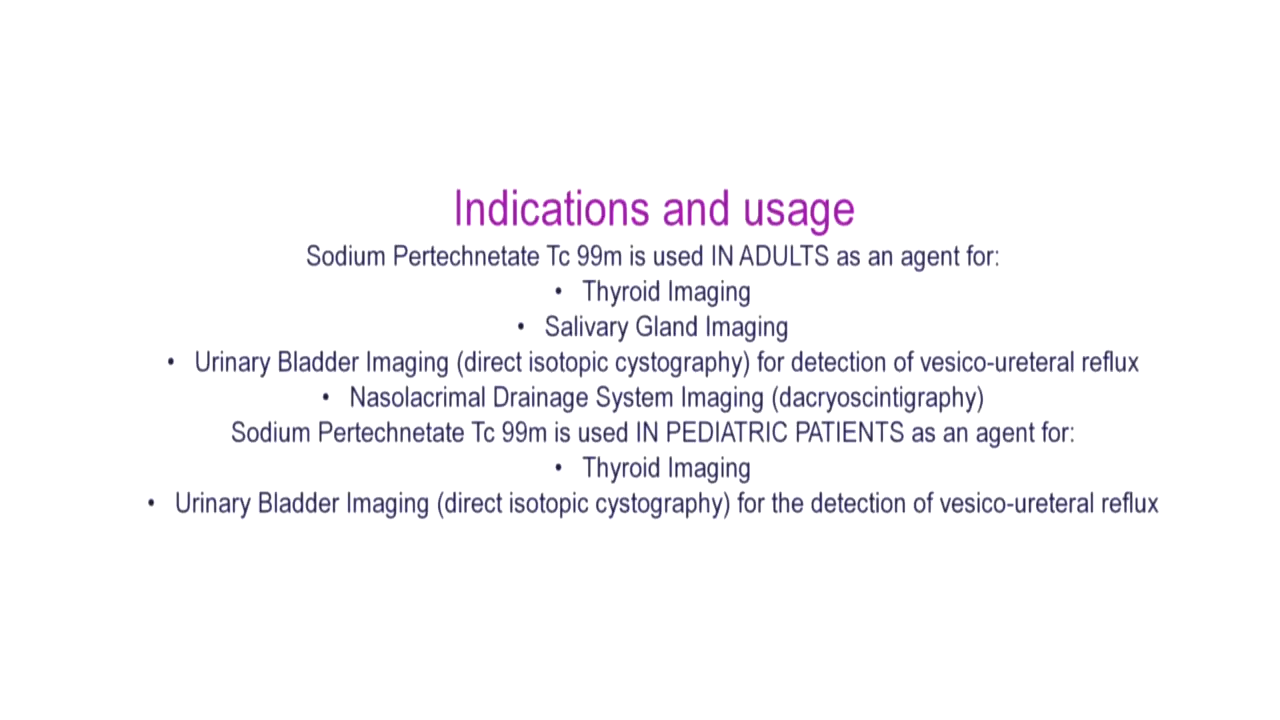 Indications and usage
Sodium Pertechnetate Tc 99m is used IN ADULTS as an agent for:
• Thyroid Imaging
• Salivary Gland Imaging
• Urinary Bladder Imaging (direct isotopic cystography) for detection of vesico-ureteral reflux
• Nasolacrimal Drainage System Imaging (dacryoscintigraphy)
Sodium Pertechnetate Tc 99m is used IN PEDIATRIC PATIENTS as an agent for:
• Thyroid Imaging
• Urinary Bladder Imaging (direct isotopic cystography) for the detection of vesico-ureteral reflux